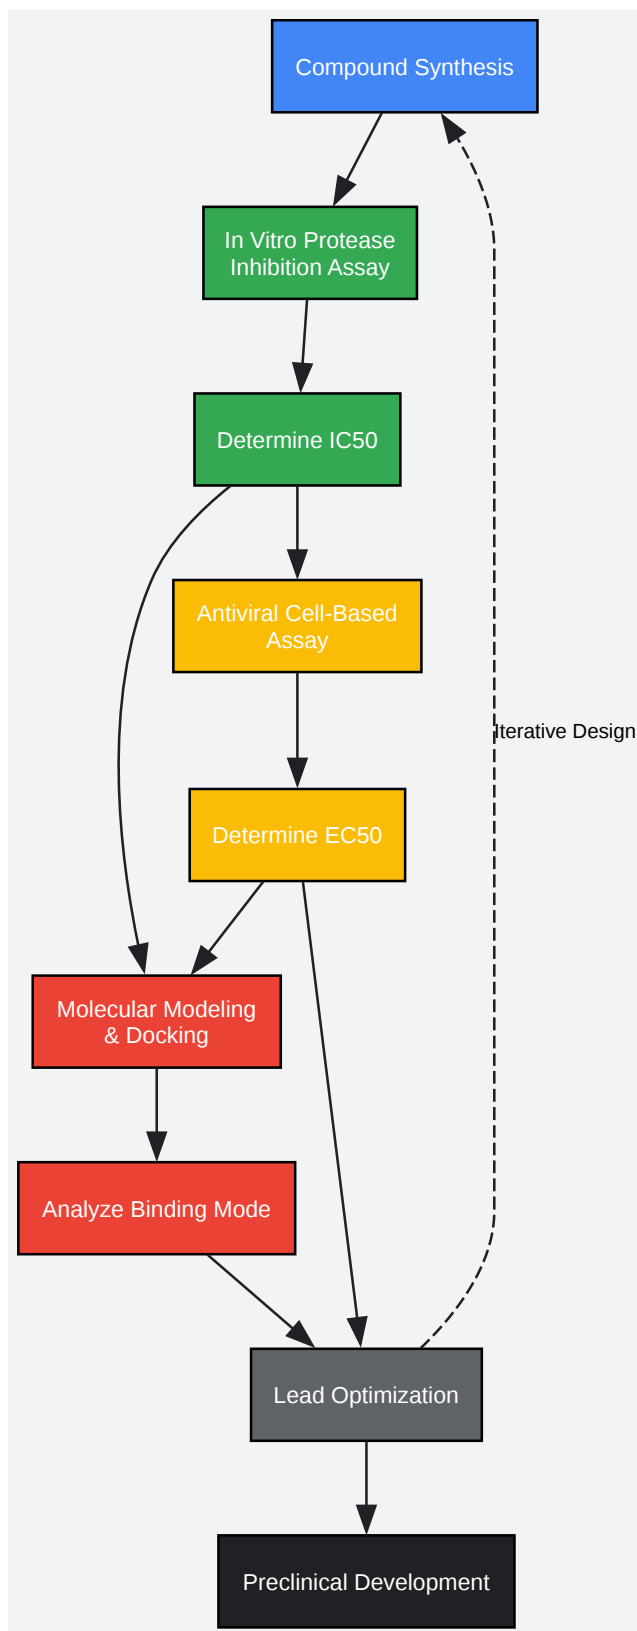 Compound Synthesis
In Vitro Protease
Inhibition Assay
Determine IC50
Antiviral Cell-Based
Assay
Iterative Design
Determine EC50
Molecular Modeling
& Docking
Analyze Binding Mode
Lead Optimization
Preclinical Development